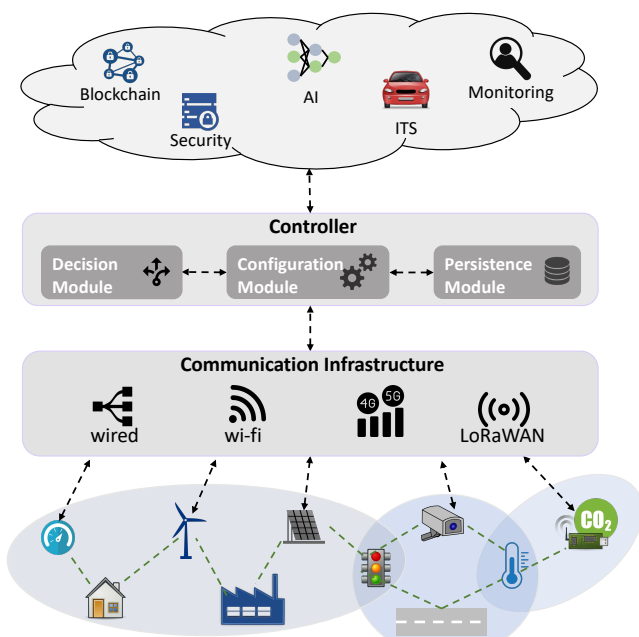 Blockchain
Security
AI
ITS
Monitoring
Controller
Decision
Module
Configuration
Module
Persistence
Module
Communication Infrastructure
wired
wi-fi
4G
5G
LoRaWAN
CO2